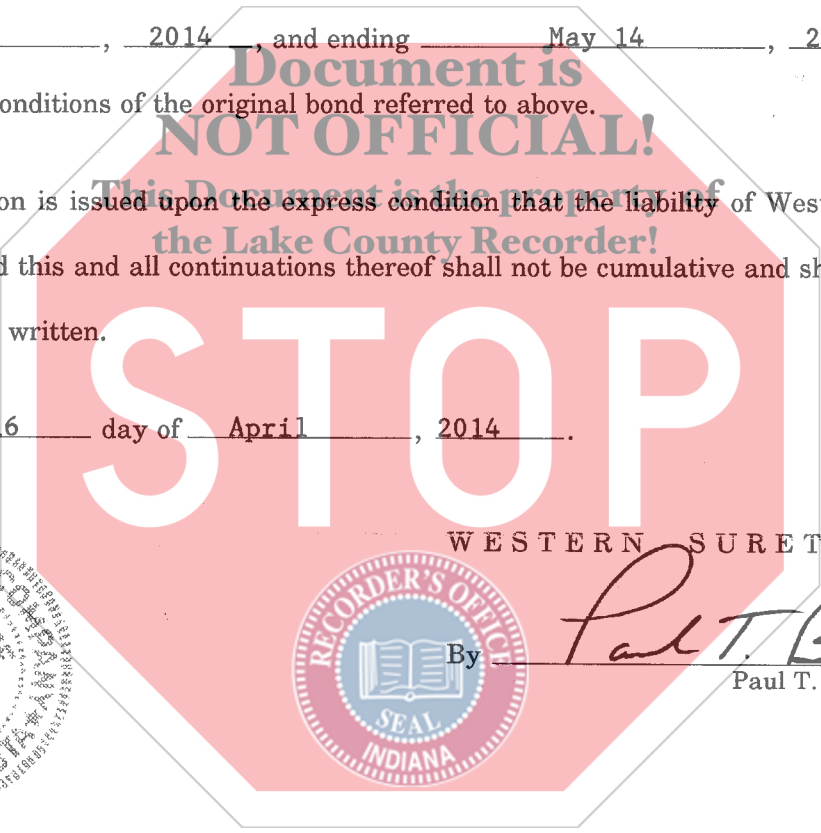 , 2014, and ending May 14, 2
Document is
onditions of the original bond referred to above.
NOT OFFICIAL!
This Document is the property of
on is issued upon the express condition that the liability of West
the Lake County Recorder!
d this and all continuations thereof shall not be cumulative and sh
written.
STOP
6 day of April, 2014.
WESTERN SURET
RECORDER'S OFFICE
SEAL
INDIANA
By Paul T. B
Paul T.